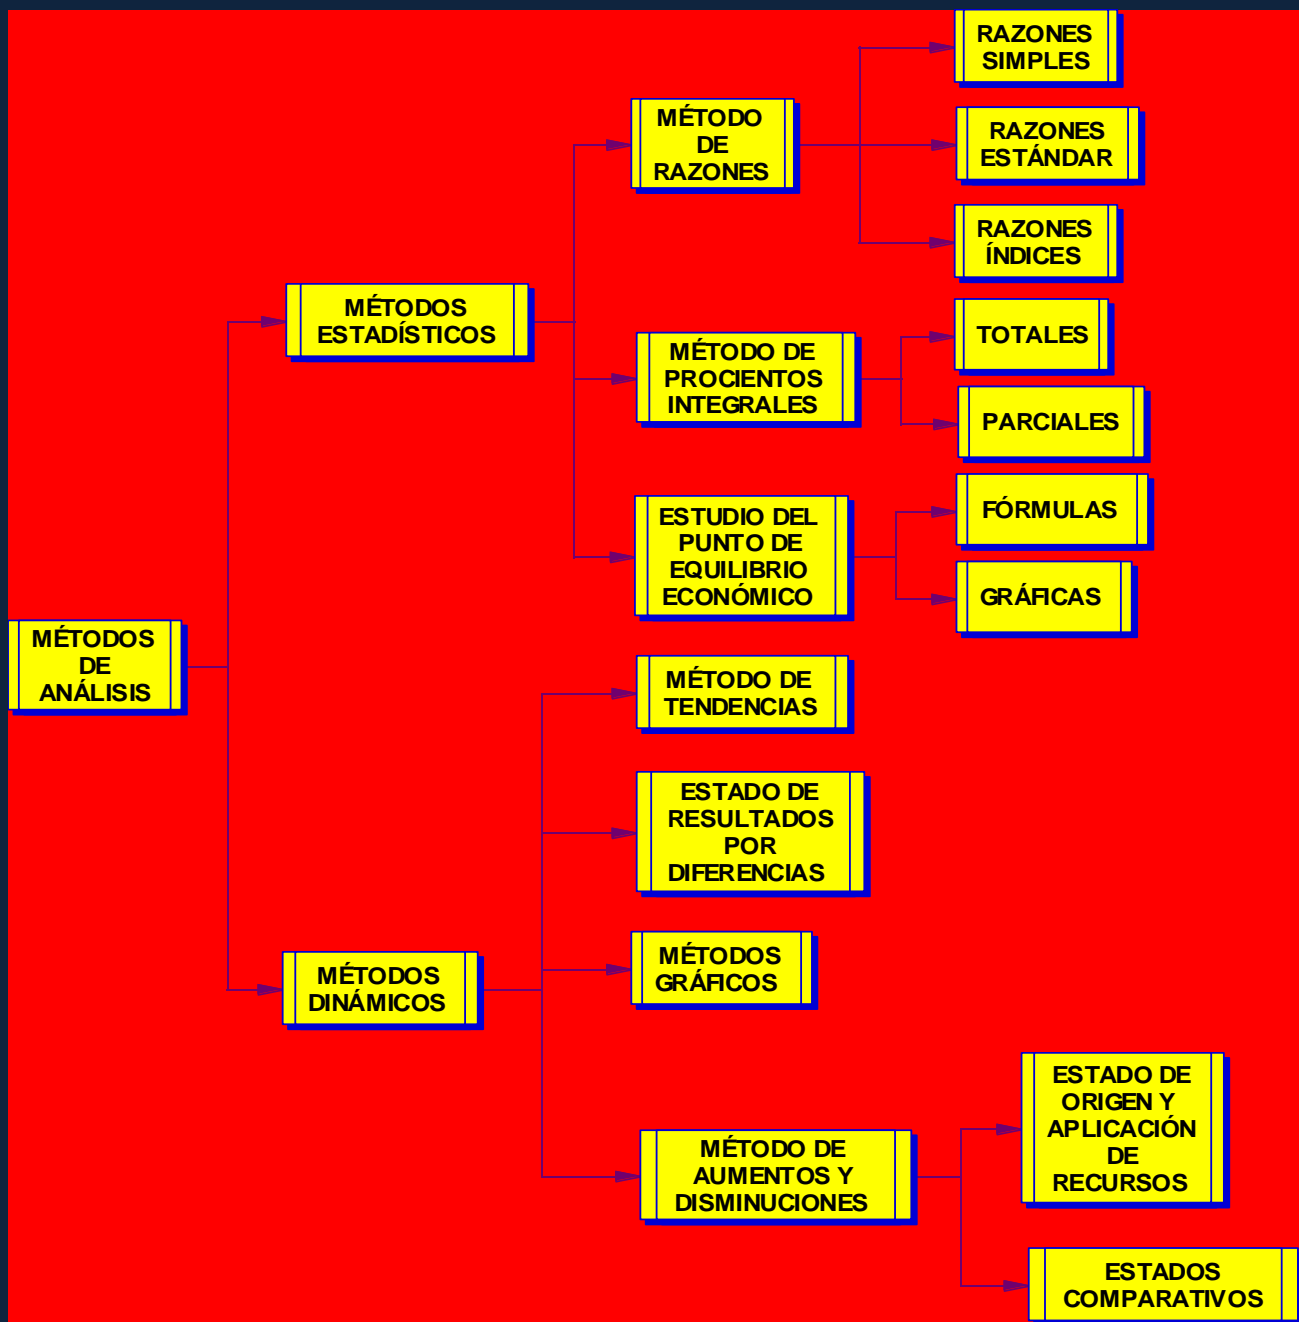 RAZONES
SIMPLES
MÉTODO
DE
RAZONES
RAZONES
ESTÁNDAR
RAZONES
ÍNDICES
MÉTODOS
ESTADÍSTICOS
MÉTODO DE
PROCIENTOS
INTEGRALES
TOTALES
PARCIALES
ESTUDIO DEL
PUNTO DE
EQUILIBRIO
ECONÓMICO
FÓRMULAS
GRÁFICAS
MÉTODOS
DE
ANÁLISIS
MÉTODO DE
TENDENCIAS
ESTADO DE
RESULTADOS
POR
DIFERENCIAS
MÉTODOS
DINÁMICOS
MÉTODOS
GRÁFICOS
MÉTODO DE
AUMENTOS Y
DISMINUCIONES
ESTADO DE
ORIGEN Y
APLICACIÓN
DE
RECURSOS
ESTADOS
COMPARATIVOS